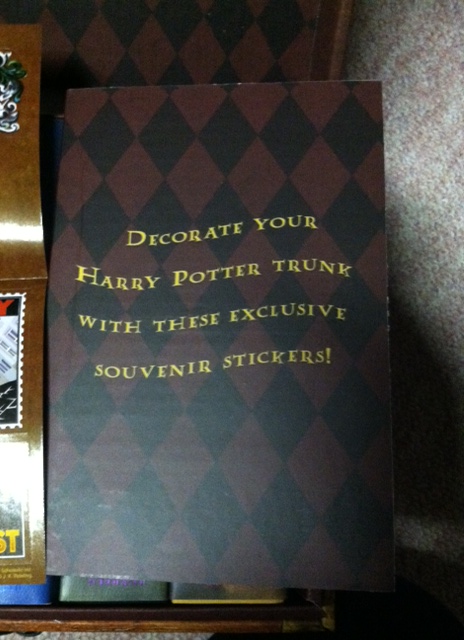 DECORATE YOUR
HARRY POTTER TRUNK
WITH THESE EXCLUSIVE
SOUVENIR STICKERS!